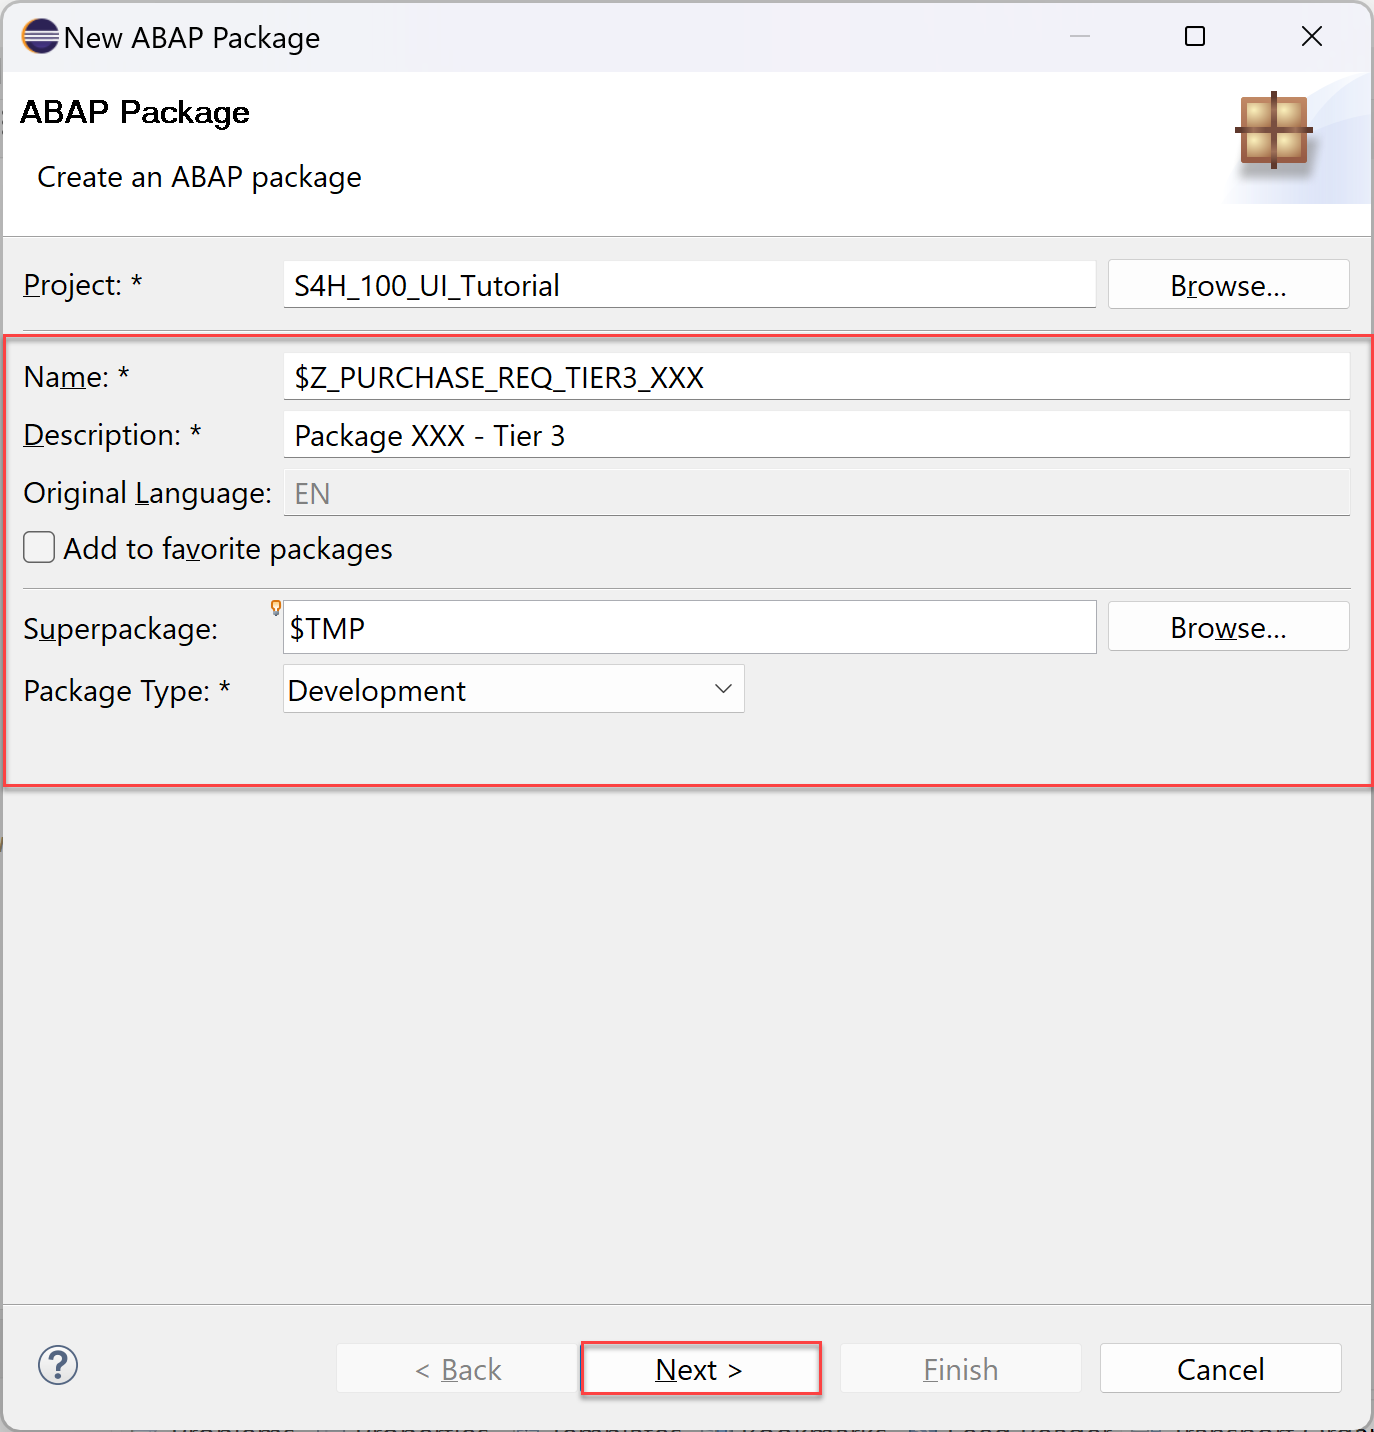 New ABAP Package
ABAP Package
Create an ABAP package
Project: * S4H_100_UI_Tutorial Browse...
Name: * $Z_PURCHASE_REQ_TIER3_XXX
Description: * Package XXX - Tier 3
Original Language: EN
Add to favorite packages
Superpackage: $TMP Browse...
Package Type: * Development
? < Back Next > Finish Cancel